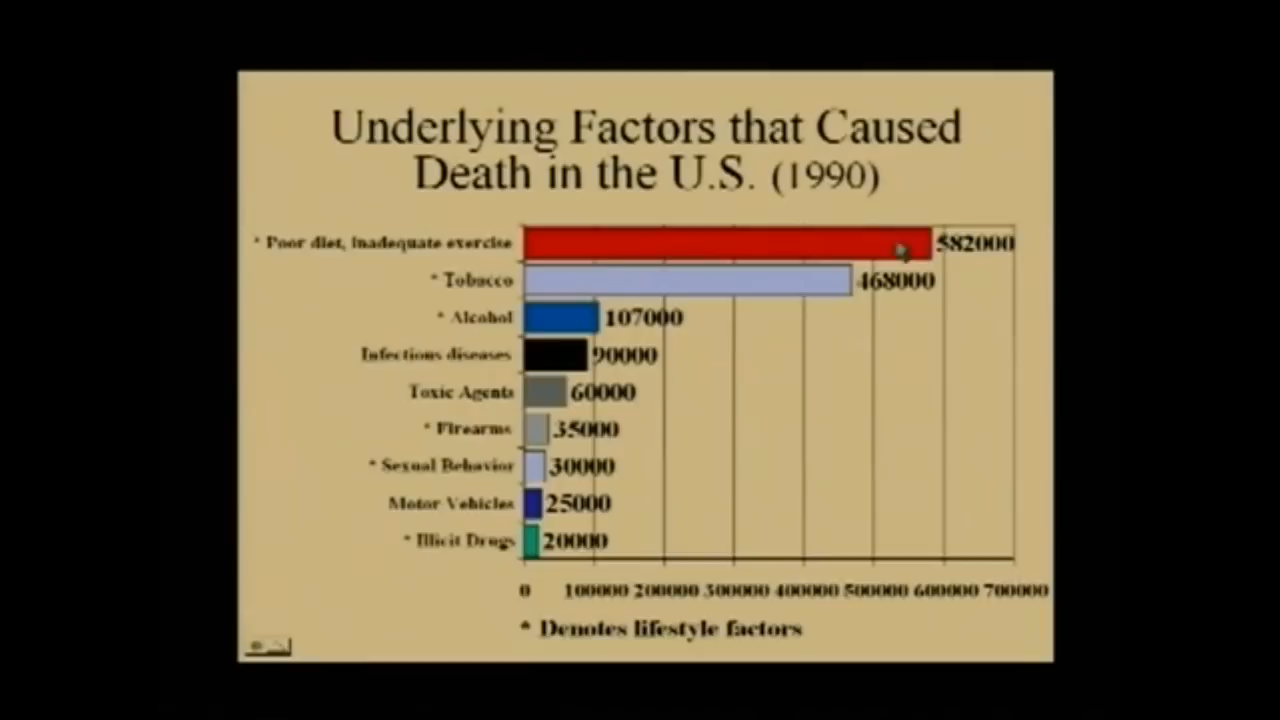 Underlying Factors that Caused
Death in the U.S. (1990)
* Poor diet, inadequate exercise 582000
* Tobacco 468000
* Alcohol 107000
Infectious diseases 90000
Toxic Agents 60000
* Firearms 35000
* Sexual Behavior 30000
Motor Vehicles 25000
* Illicit Drugs 20000
0 100000 200000 300000 400000 500000 600000 700000
* Denotes lifestyle factors